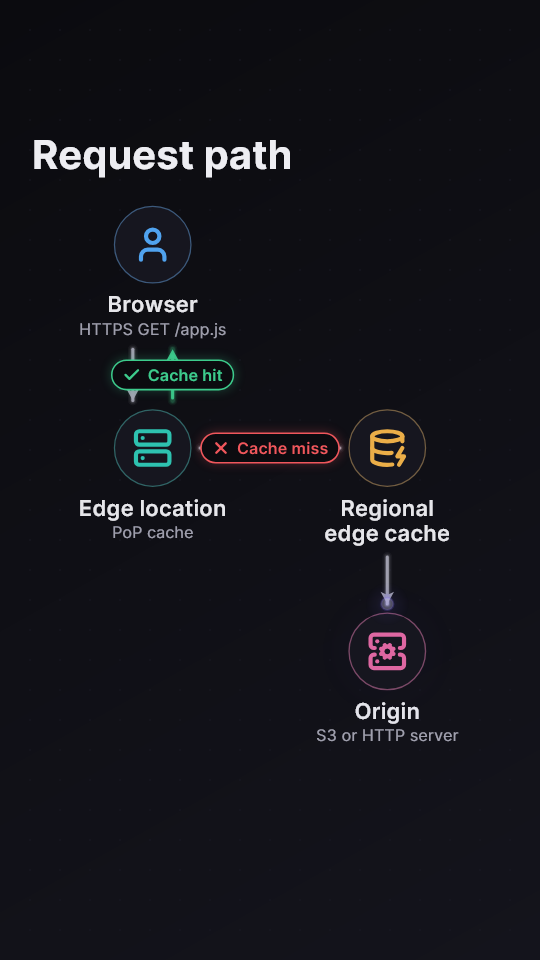 Request path
Browser
HTTPS GET /app.js
Cache hit
Cache miss
Edge location
PoP cache
Regional
edge cache
Origin
S3 or HTTP server